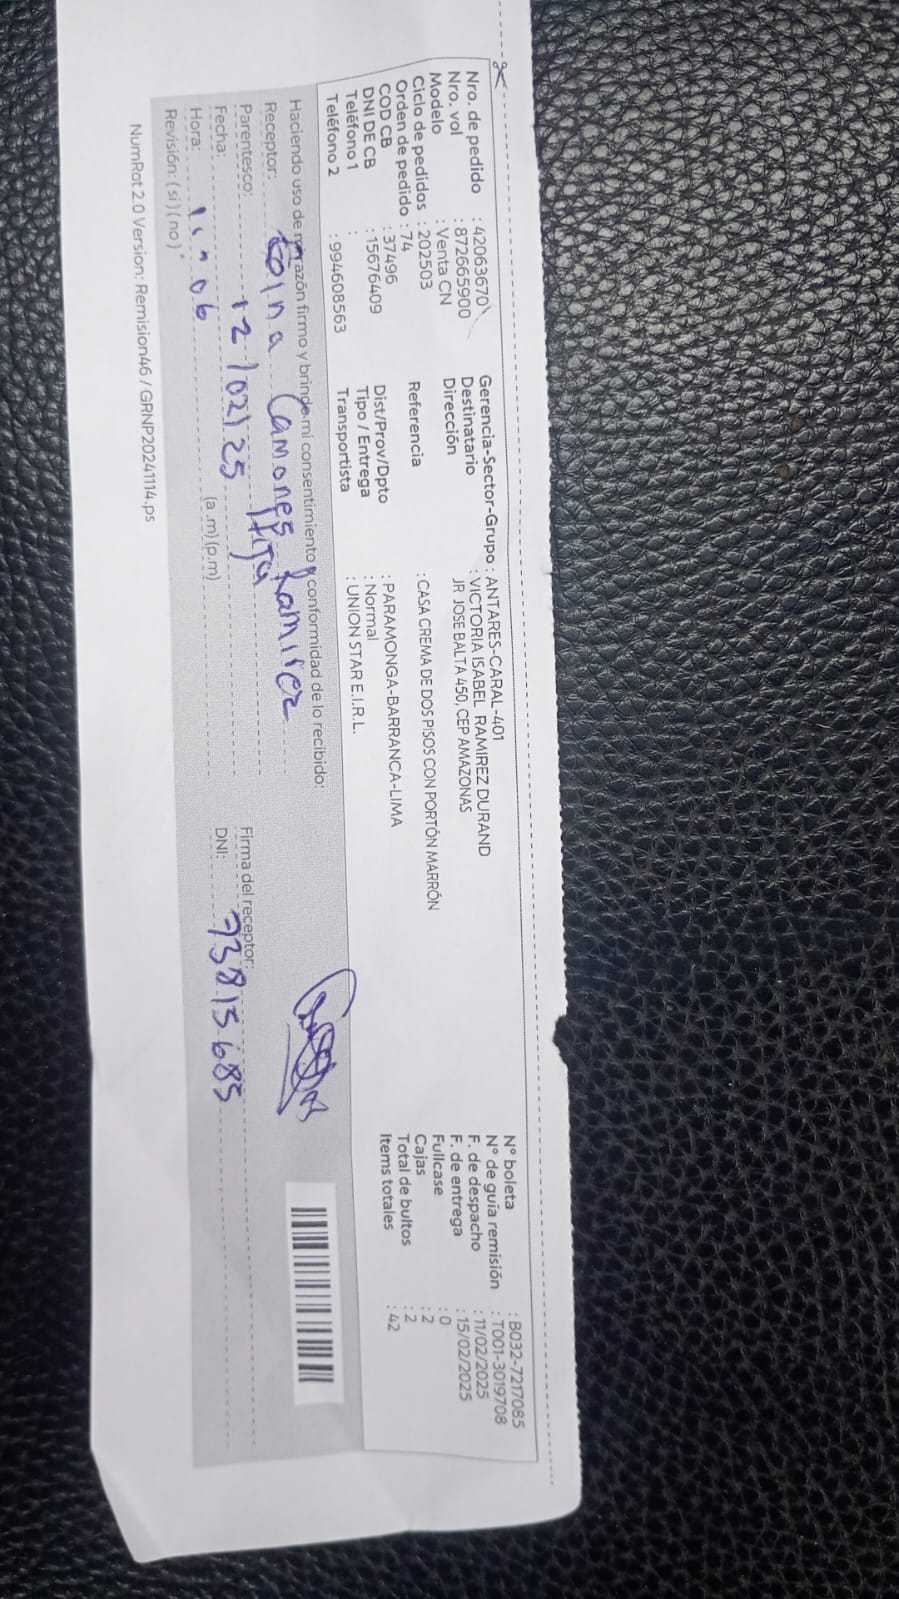 Nro. de pedido : 42063670
Nro. vol : 872665900
Modelo : Venta CN
Ciclo de pedidos : 202503
Orden de pedido : 74
COD CB : 37496
DNI DE CB : 15676409
Teléfono 1 :
Teléfono 2 : 994608563
Gerencia-Sector-Grupo : ANTARES-CARAL-401
Destinatario : VICTORIA ISABEL RAMIREZ DURAND
Dirección JR JOSE BALTA 450, CEP AMAZONAS
Referencia : CASA CREMA DE DOS PISOS CON PORTÓN MARRÓN
Dist/Prov/Dpto : PARAMONGA-BARRANCA-LIMA
Tipo / Entrega : Normal
Transportista : UNION STAR E.I.R.L.
N° boleta : B032-7217085
N° de guía remisión : T001-3019708
F. de despacho : 11/02/2025
F. de entrega : 15/02/2025
Fullcase : 0
Cajas : 2
Total de bultos : 2
Items totales : 42
Haciendo uso de mi razón firmo y brindo mi consentimiento y conformidad de lo recibido:
Receptor: Camones Ramirez
Parentesco: Hija
Fecha: 12/02/25
Hora: 11:06 (a.m) (p.m)
Revisión: (si) (no)
Firma del receptor:
DNI: 73815685
NumRot 2.0 Version: Remision46 / GRNP20241114.ps